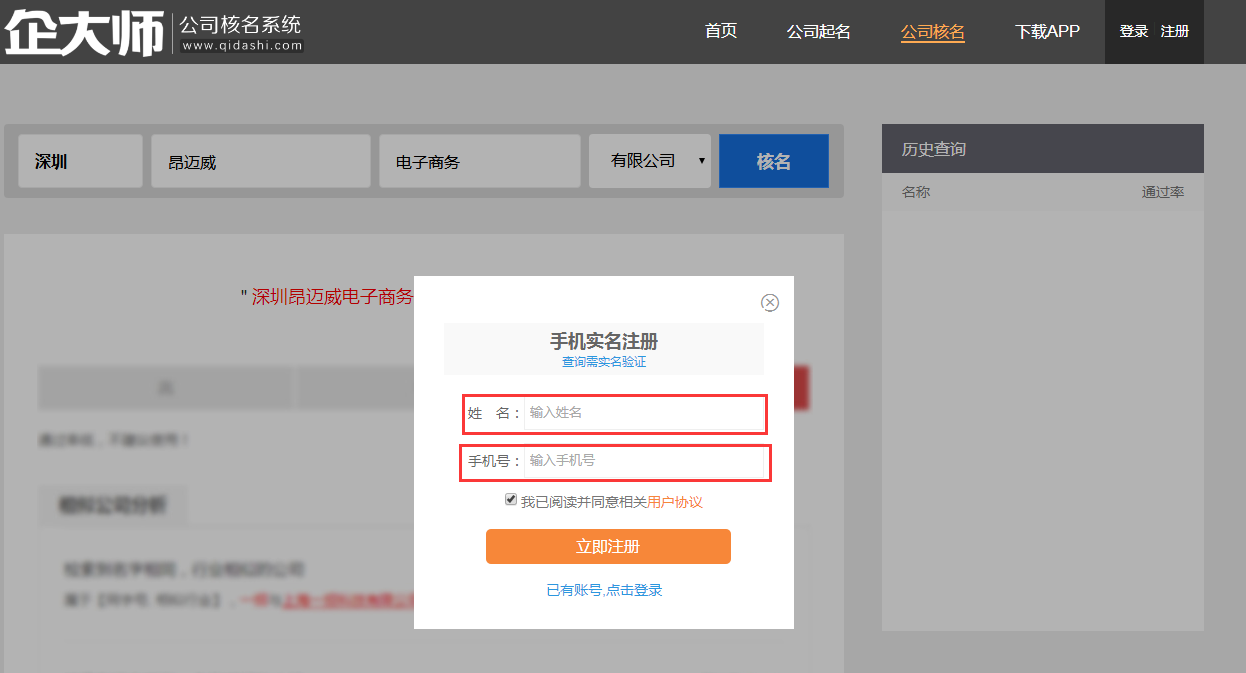 企大师 公司核名系统
www.qidashi.com
首页 公司起名 公司核名 下载APP 登录 注册
深圳 昂迈威 电子商务 有限公司 核名
历史查询
名称 通过率
" 深圳昂迈威电子商务
手机实名注册
查询需实名验证
姓 名： 输入姓名
手机号： 输入手机号
我已阅读并同意相关用户协议
立即注册
已有账号,点击登录
相似公司分析